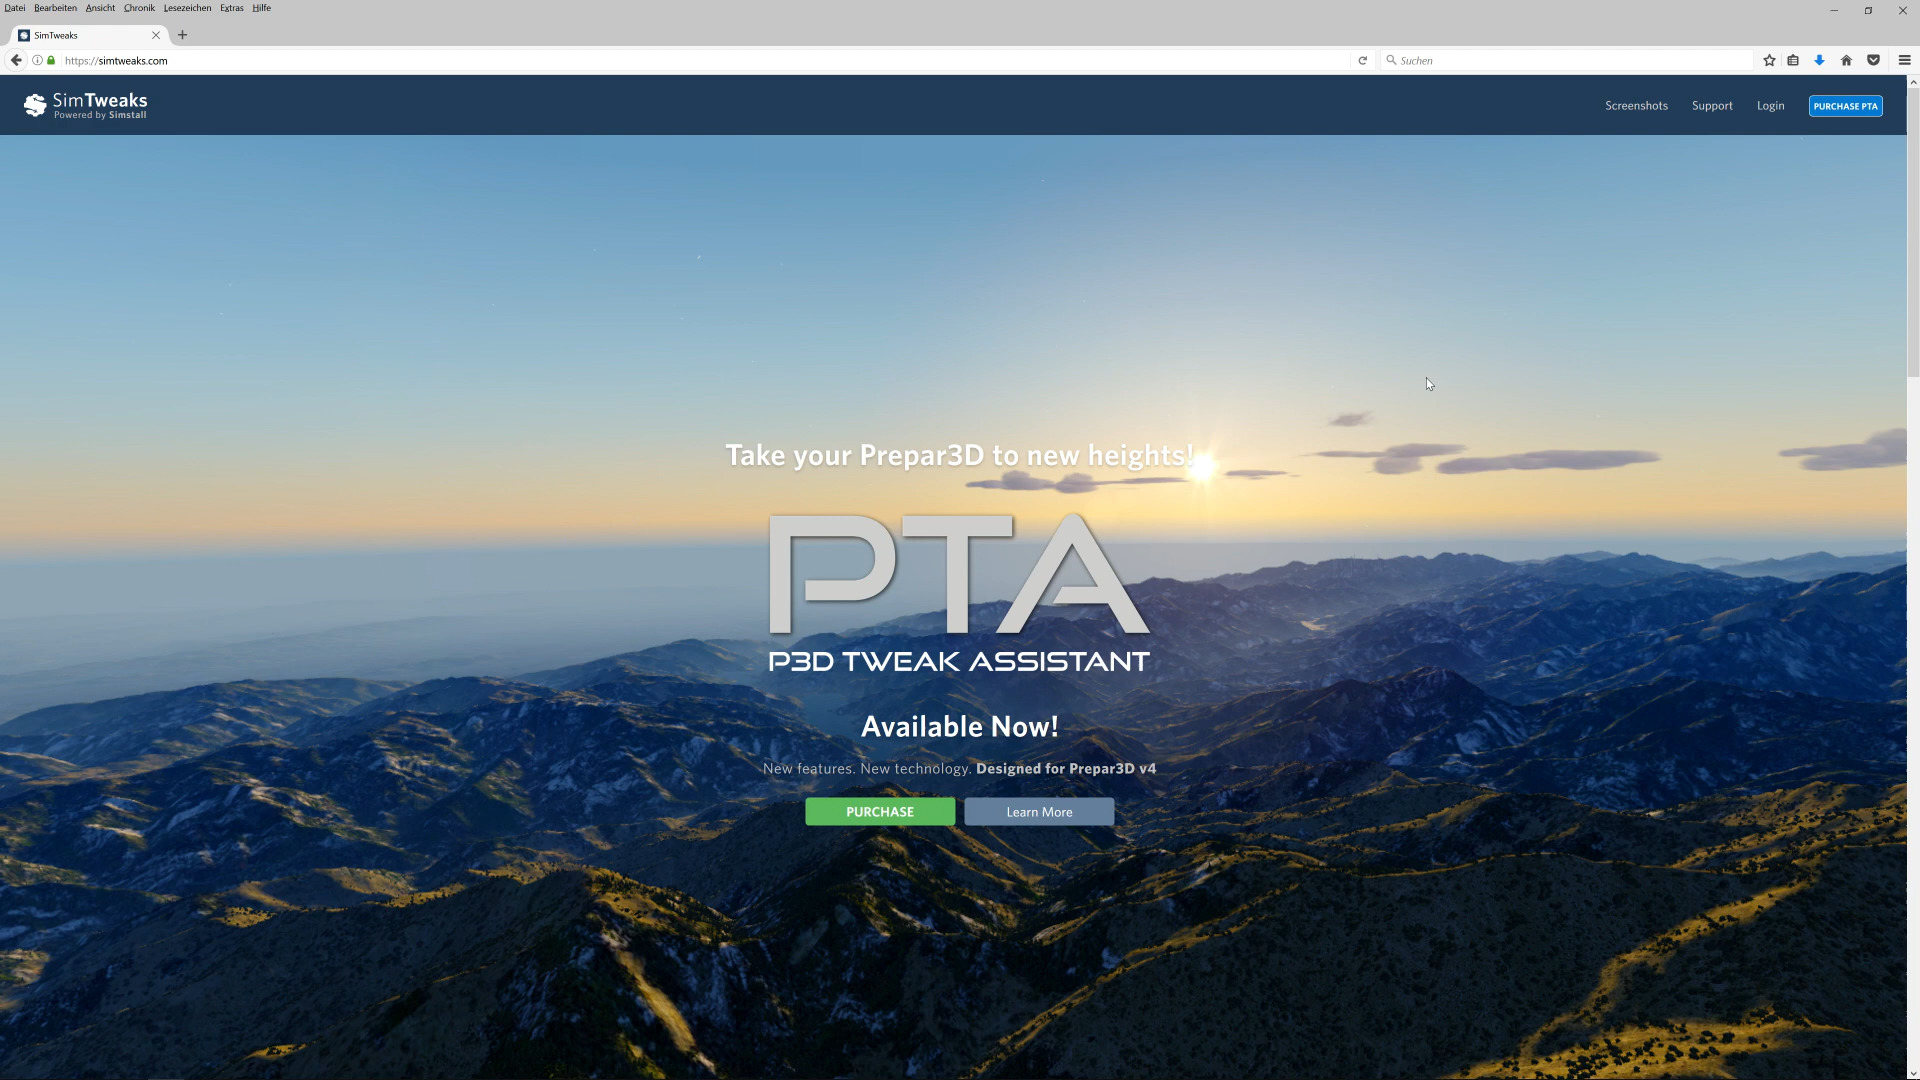 Datei Bearbeiten Ansicht Chronik Lesezeichen Extras Hilfe
SimTweaks
https://simtweaks.com
Suchen
SimTweaks
Powered by Simstall
Screenshots Support Login PURCHASE PTA
Take your Prepar3D to new heights!
PTA
P3D TWEAK ASSISTANT
Available Now!
New features. New technology. Designed for Prepar3D v4
PURCHASE Learn More